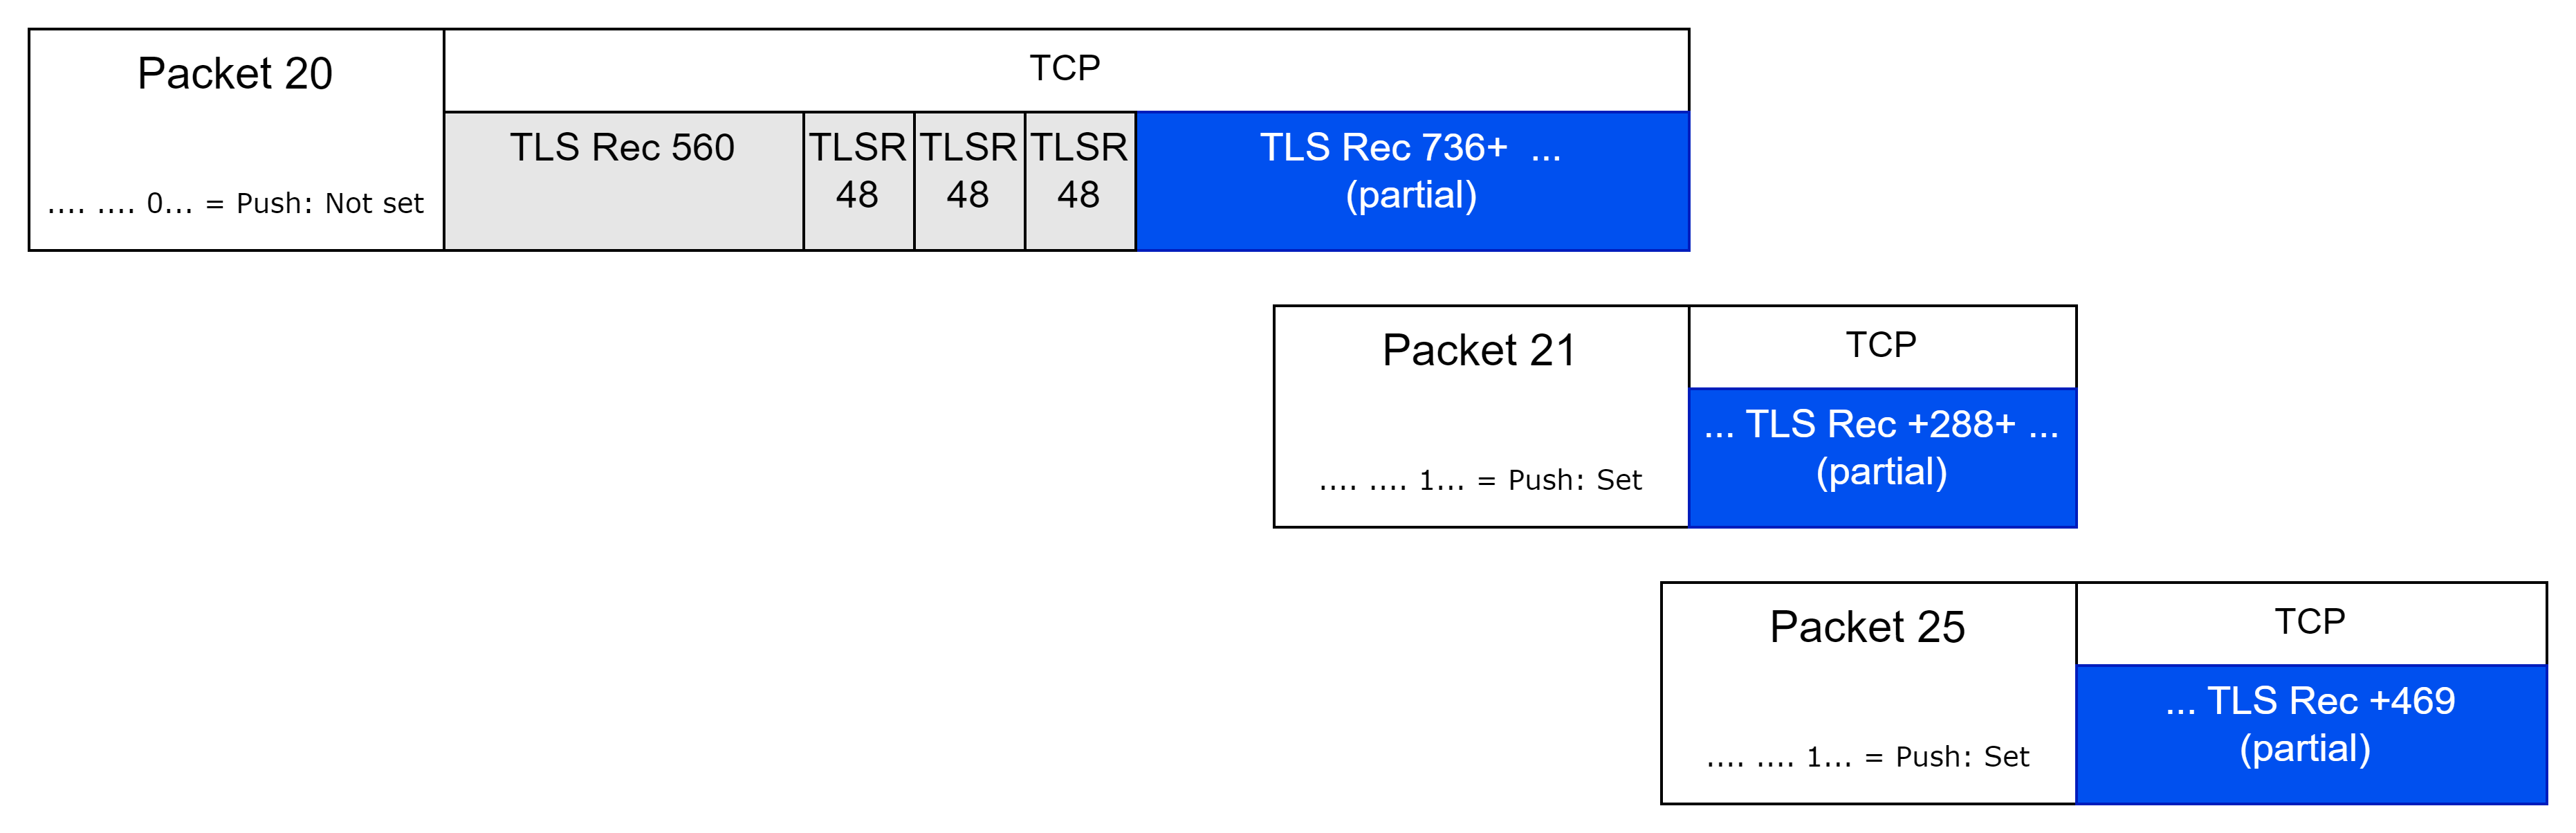 Packet 20
.... .... 0... = Push: Not set
TCP
TLS Rec 560
TLSR
48
TLSR
48
TLSR
48
TLS Rec 736+  ...
(partial)
Packet 21
.... .... 1... = Push: Set
TCP
... TLS Rec +288+ ...
(partial)
Packet 25
.... .... 1... = Push: Set
TCP
... TLS Rec +469
(partial)